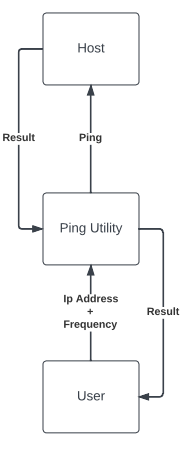 Host
Result
Ping
Ping Utility
Ip Address
+
Frequency
Result
User